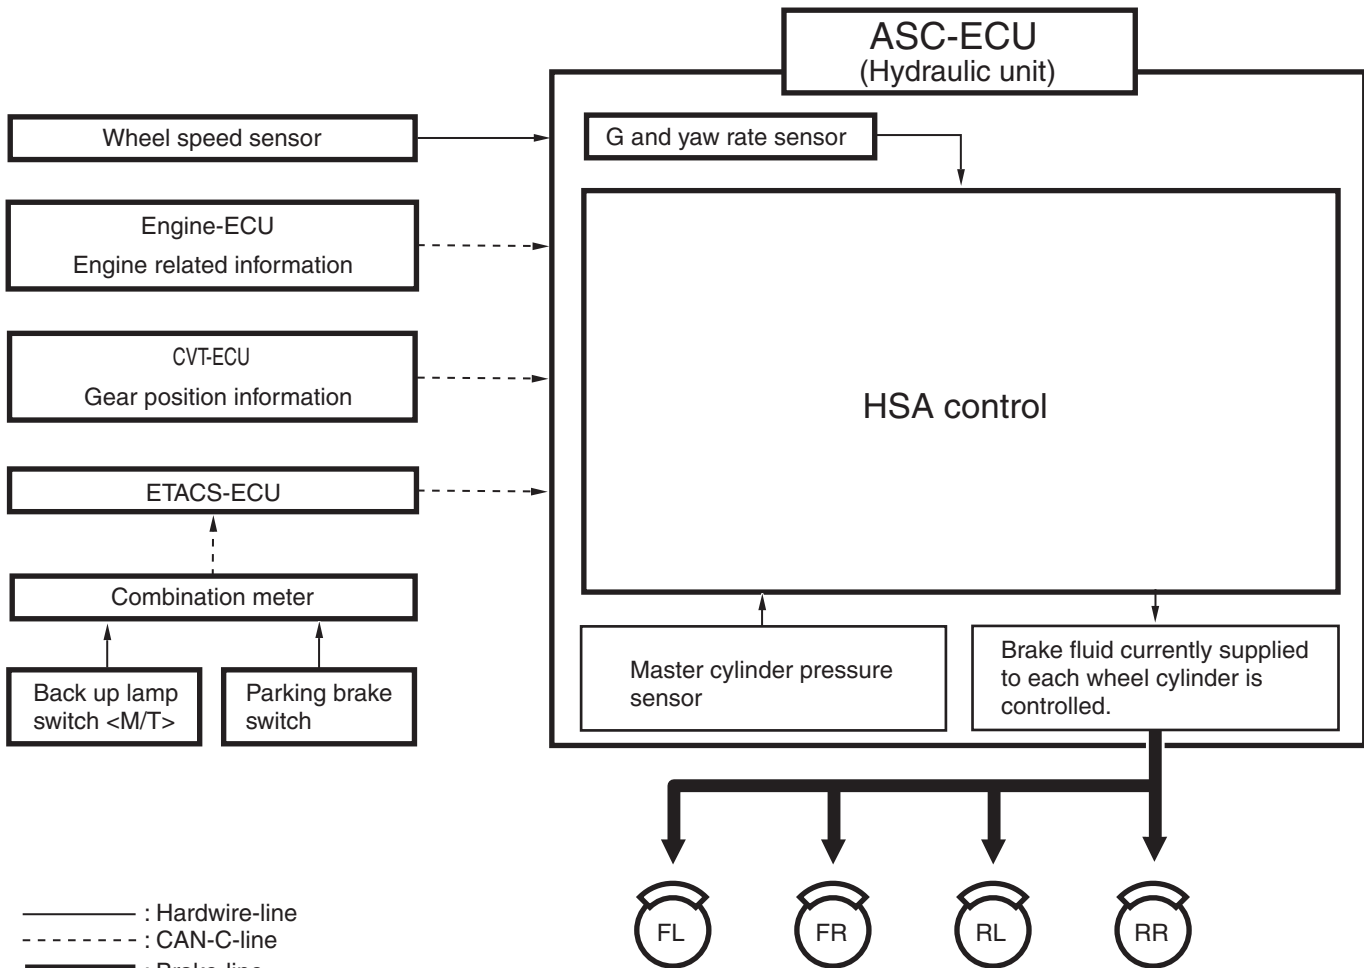 ASC-ECU
(Hydraulic unit)
Wheel speed sensor
G and yaw rate sensor
Engine-ECU
Engine related information
CVT-ECU
Gear position information
HSA control
ETACS-ECU
Combination meter
Back up lamp
switch <M/T>
Parking brake
switch
Master cylinder pressure
sensor
Brake fluid currently supplied
to each wheel cylinder is
controlled.
FL
FR
RL
RR
: Hardwire-line
: CAN-C-line
: Brake-line